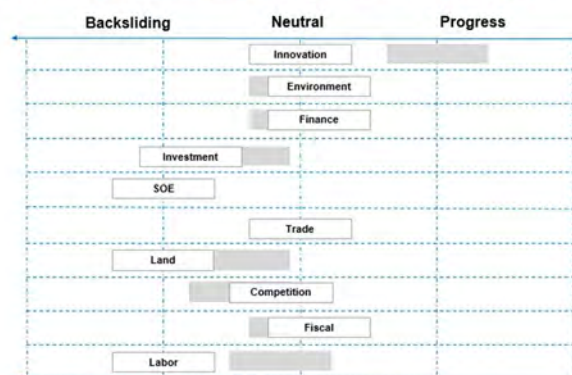 Backsliding Neutral Progress
Innovation
Environment
Finance
Investment
SOE
Trade
Land
Competition
Fiscal
Labor